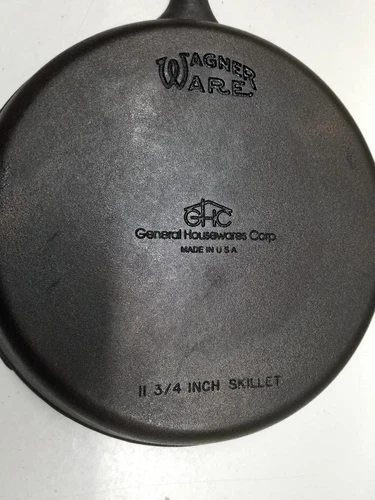 WAGNER
WARE
GHC
General Housewares Corp
MADE IN U S A
11 3/4 INCH SKILLET